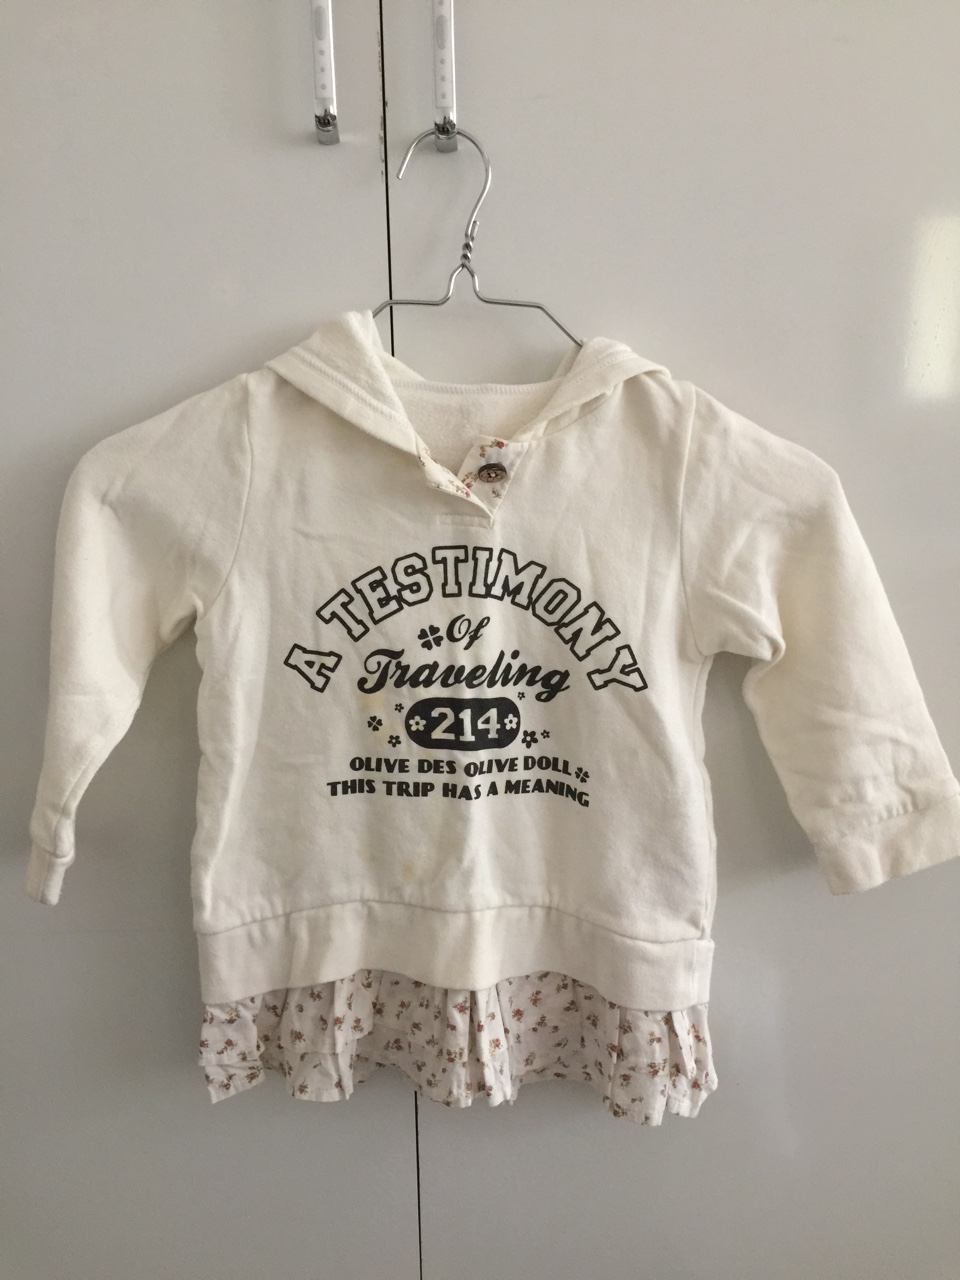 A TESTIMONY
Of
Traveling
214
OLIVE DES OLIVE DOLL
THIS TRIP HAS A MEANING